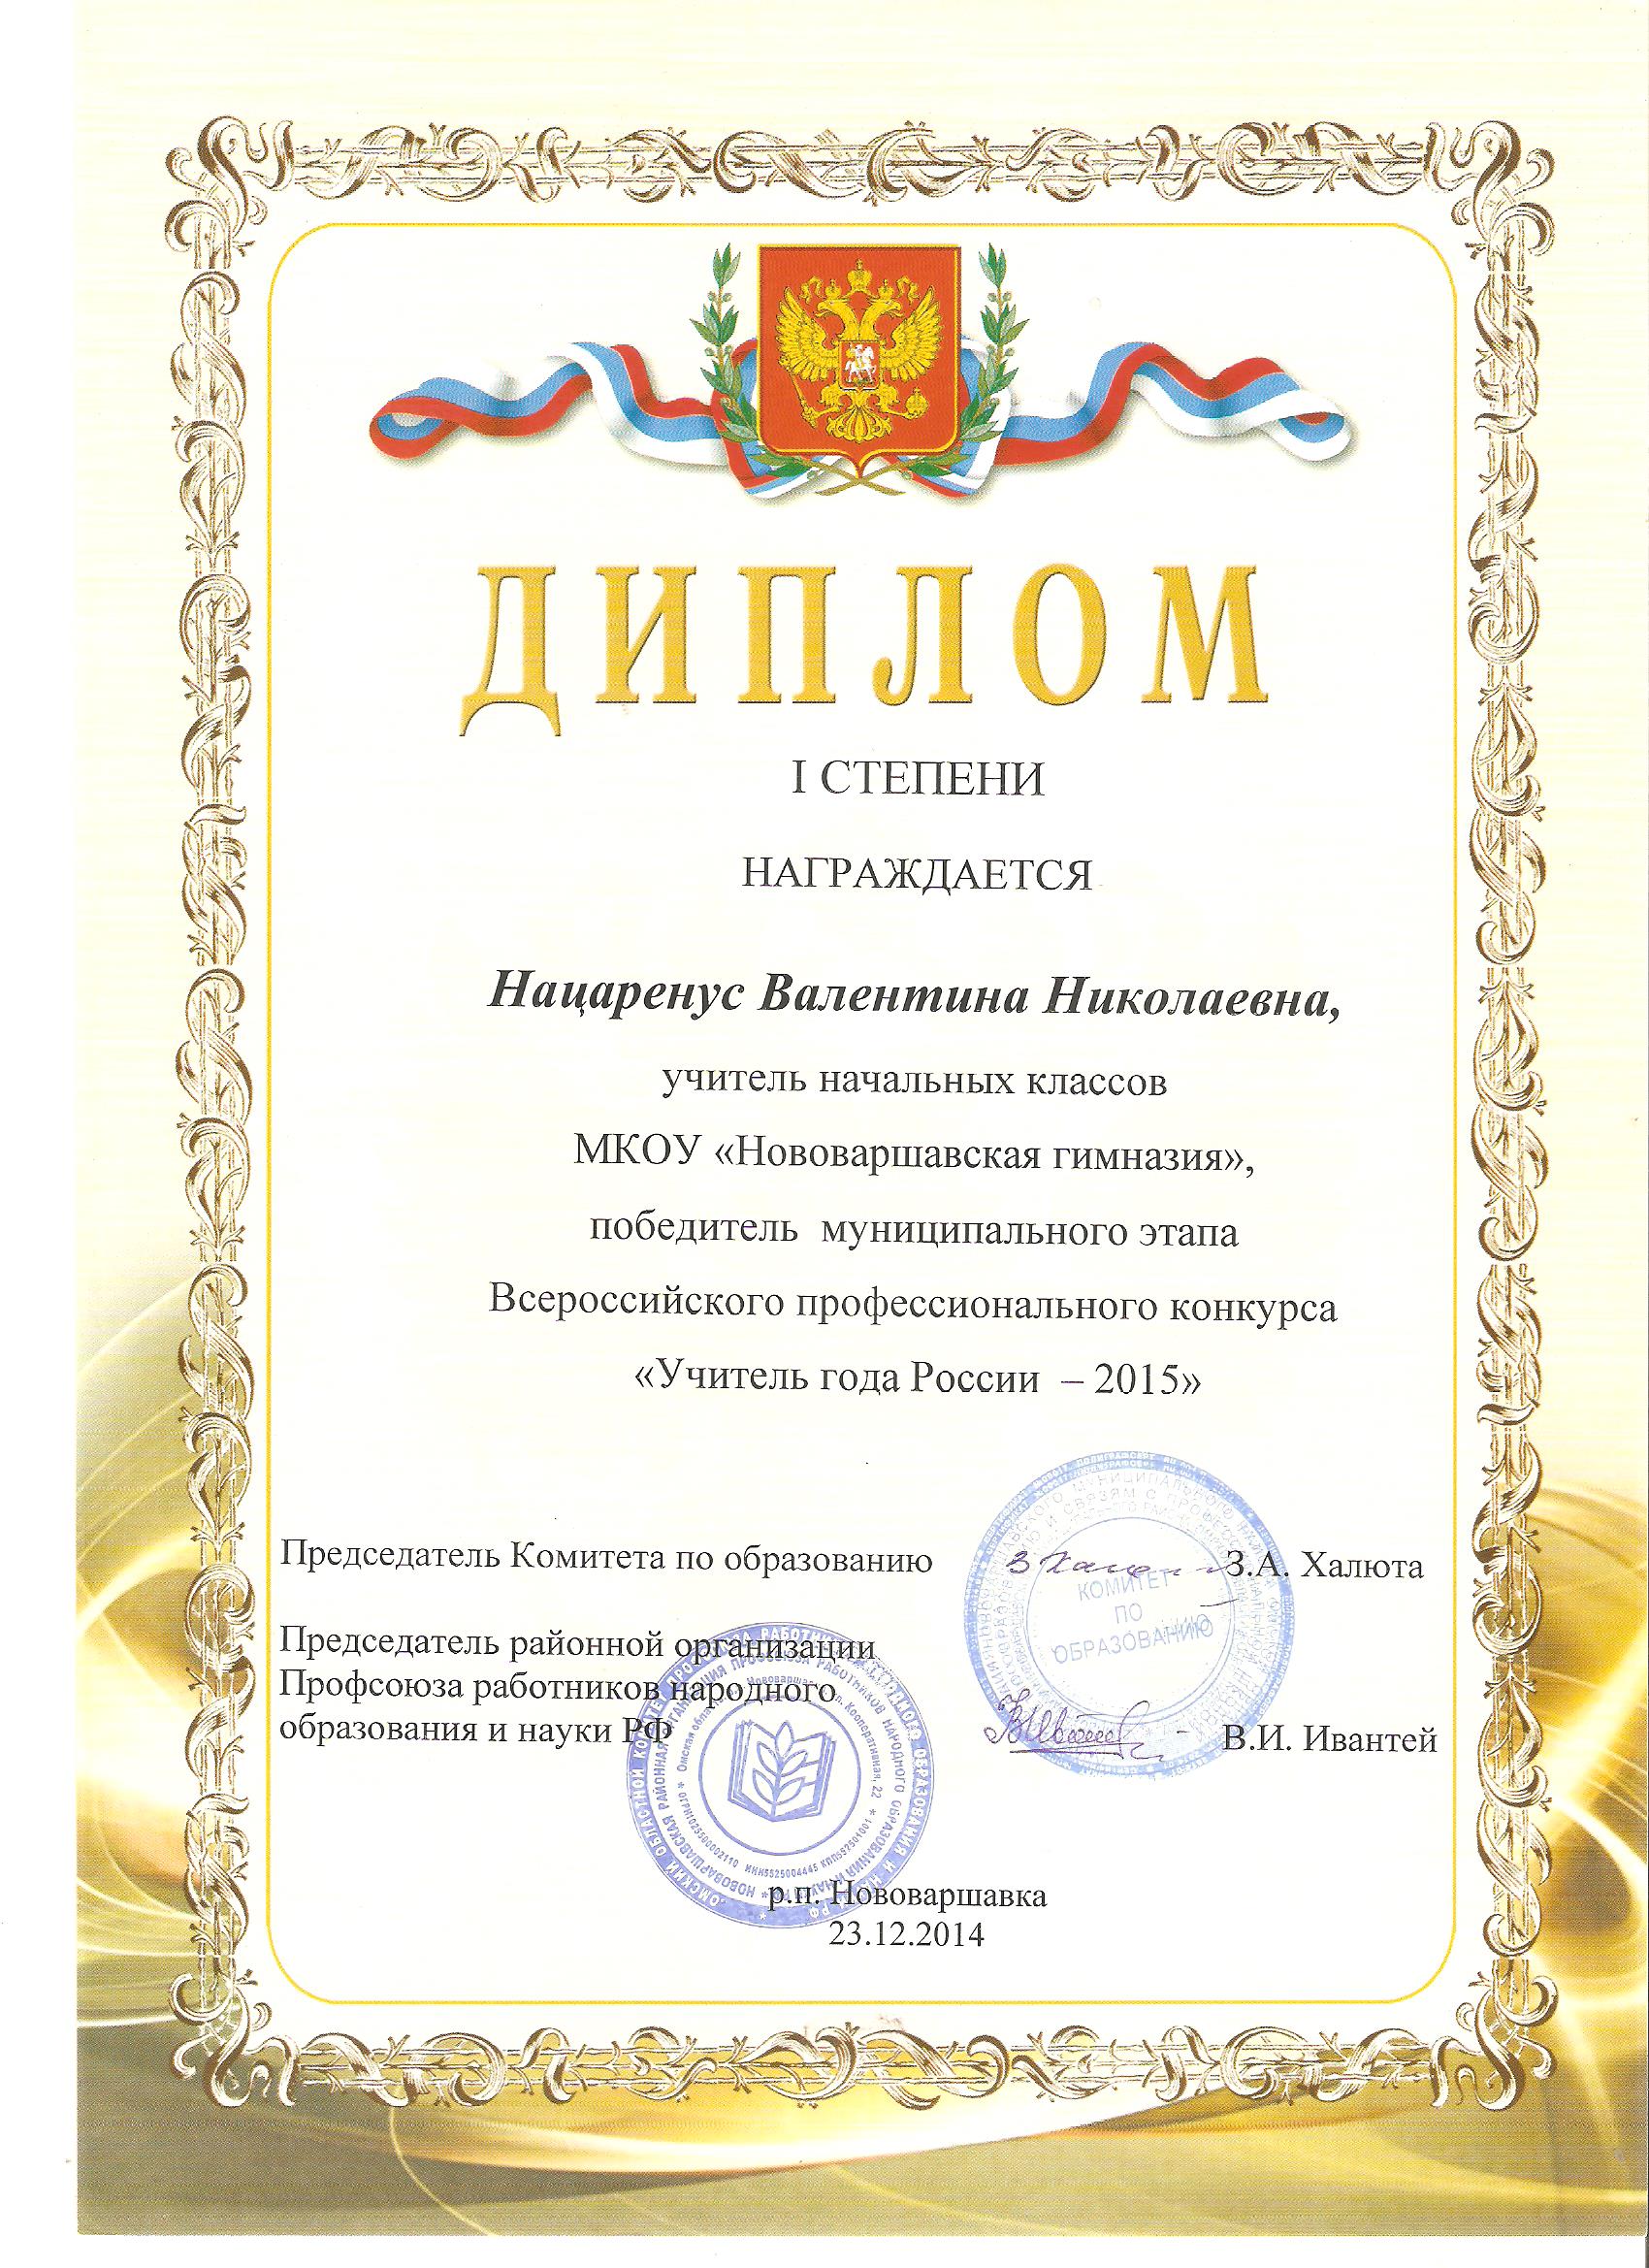 ДИПЛОМ
I СТЕПЕНИ
НАГРАЖДАЕТСЯ
Нацаренус Валентина Николаевна,
учитель начальных классов
МКОУ «Нововаршавская гимназия»,
победитель муниципального этапа
Всероссийского профессионального конкурса
«Учитель года России – 2015»
Председатель Комитета по образованию З.А. Халюта
КОМИТЕТ
ПО
ОБРАЗОВАНИЮ
Председатель районной организации
Профсоюза работников народного
образования и науки РФ В.И. Ивантей
р.п. Нововаршавка
23.12.2014